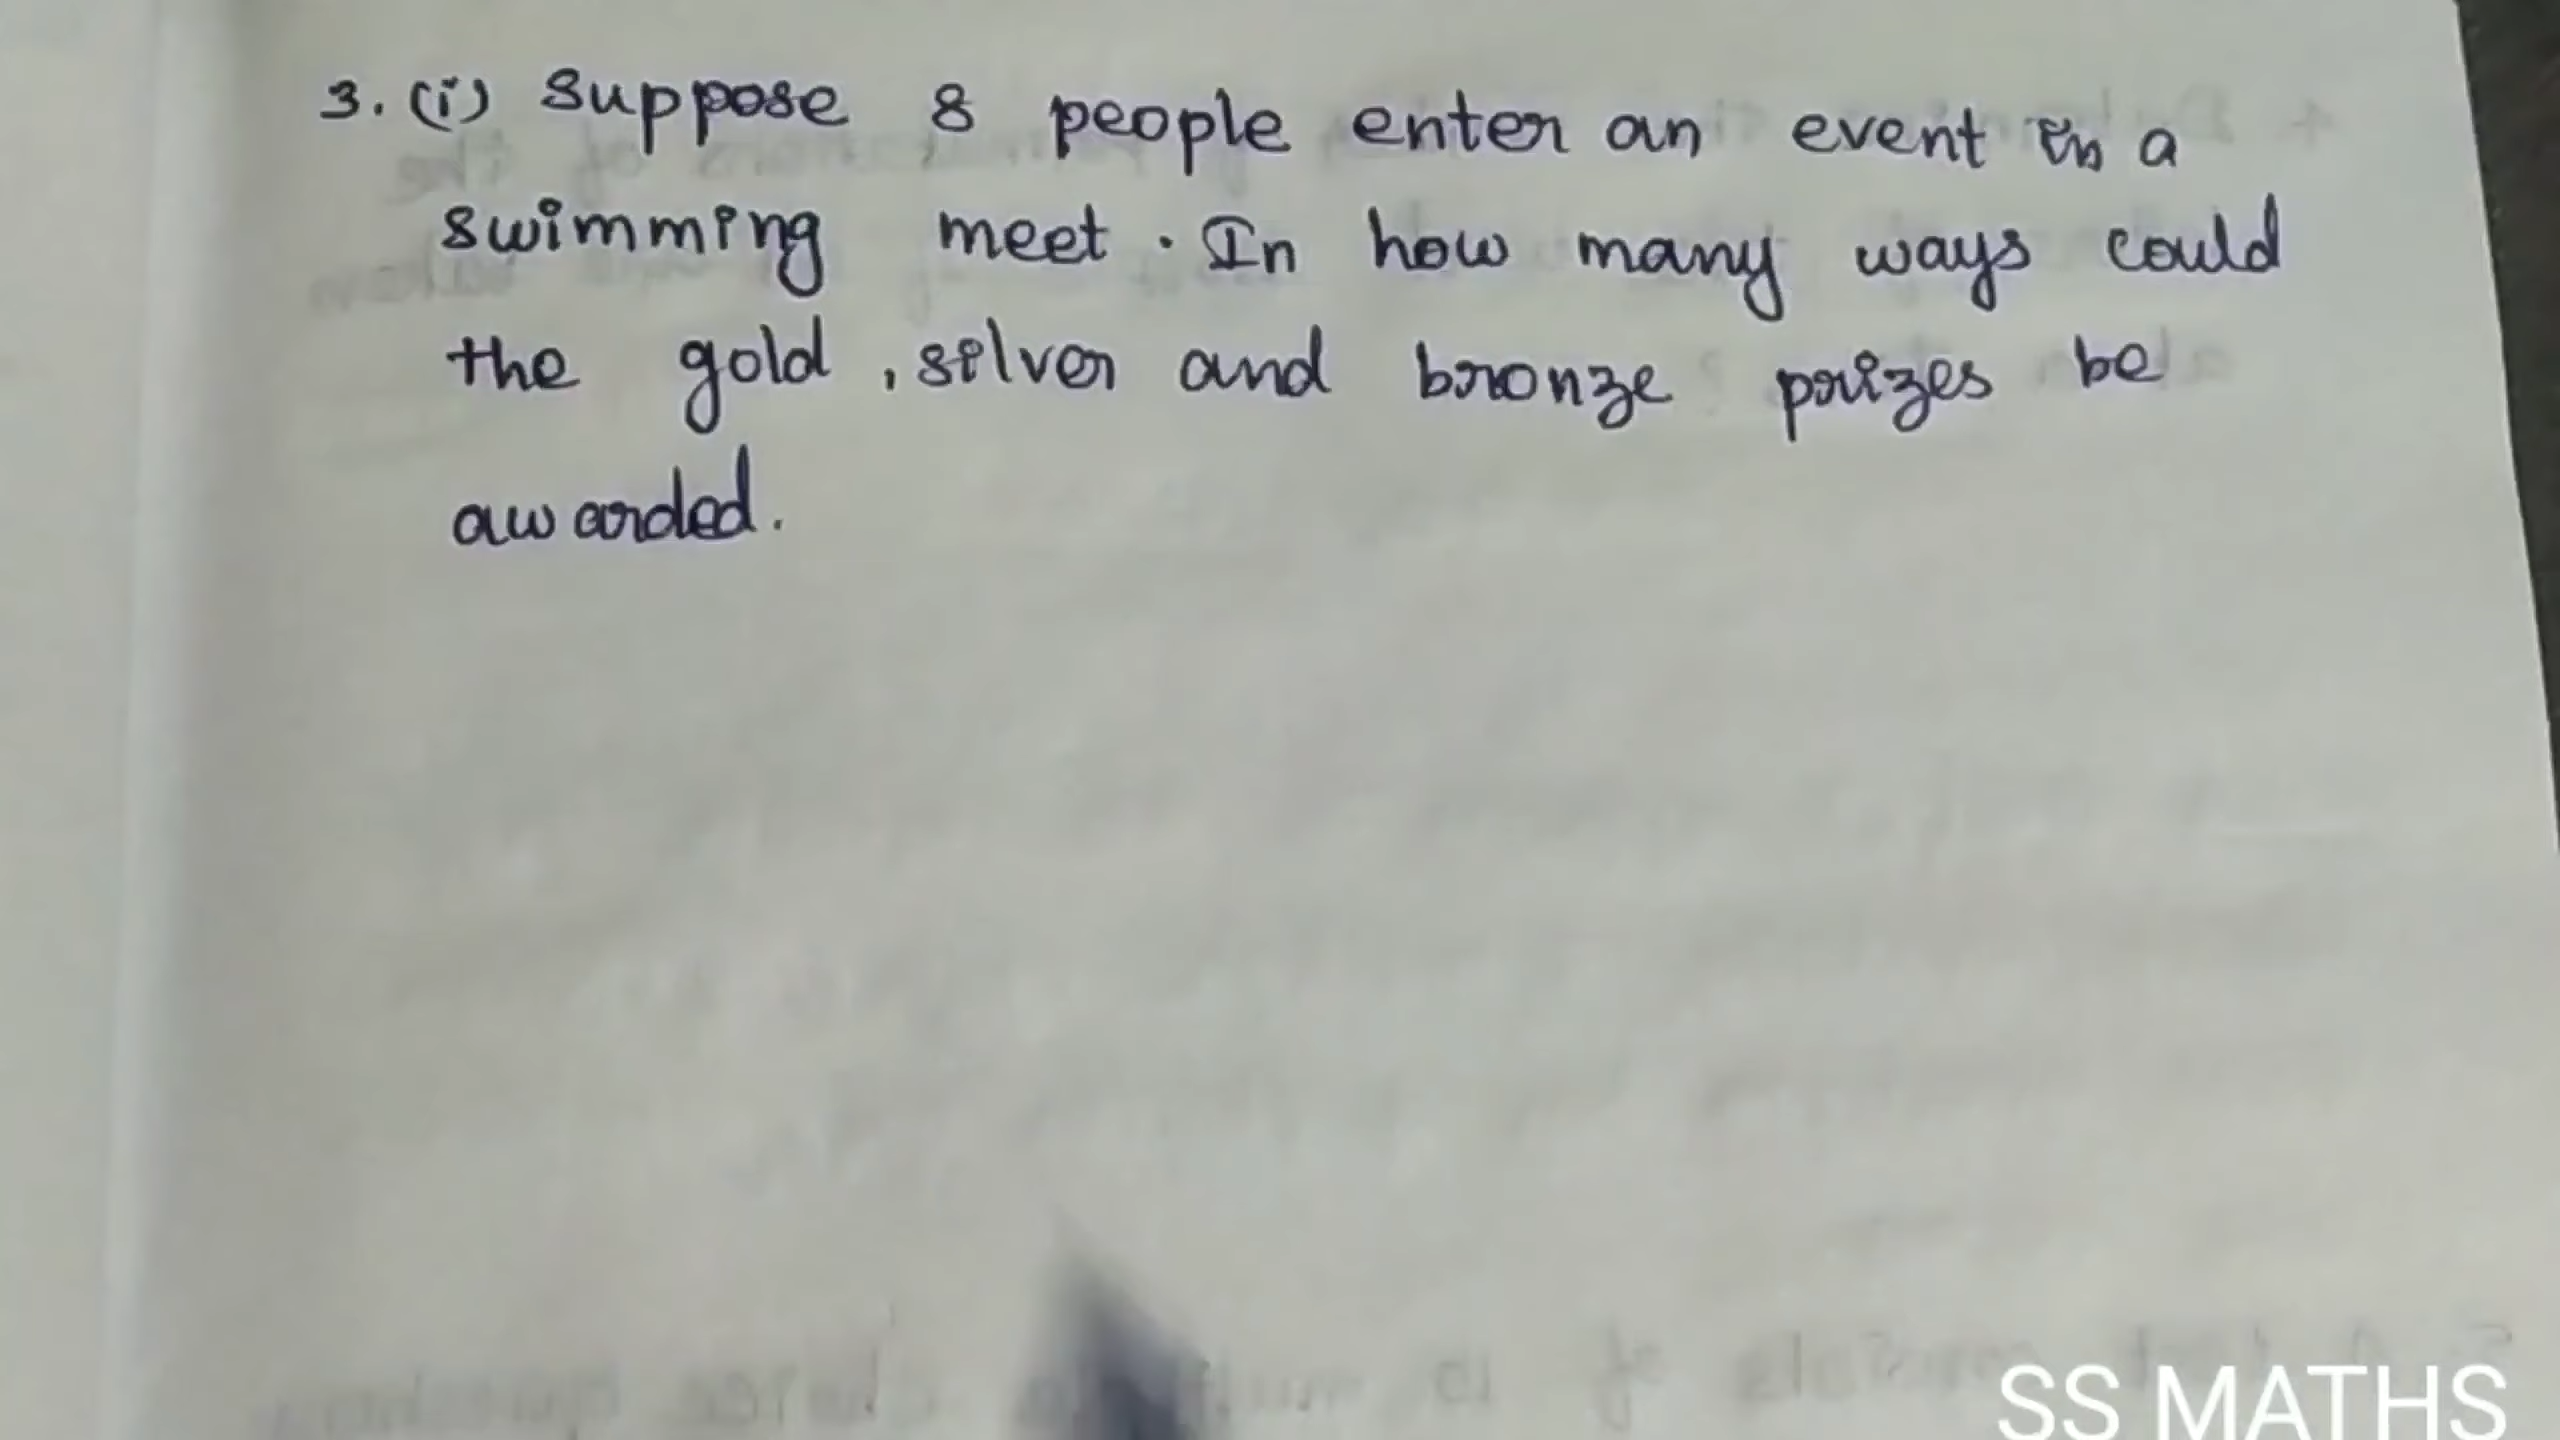 3. (i) Suppose 8 people enter an event in a
swimming meet. In how many ways could
the gold, silver and bronze prizes be
awarded.
SS MATHS